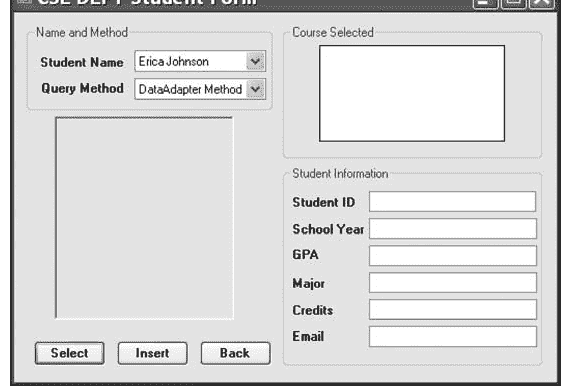 CSE DEPT Student Form
Name and Method
Student Name Erica Johnson
Query Method DataAdapter Method
Course Selected
Student Information
Student ID
School Year
GPA
Major
Credits
Email
Select Insert Back